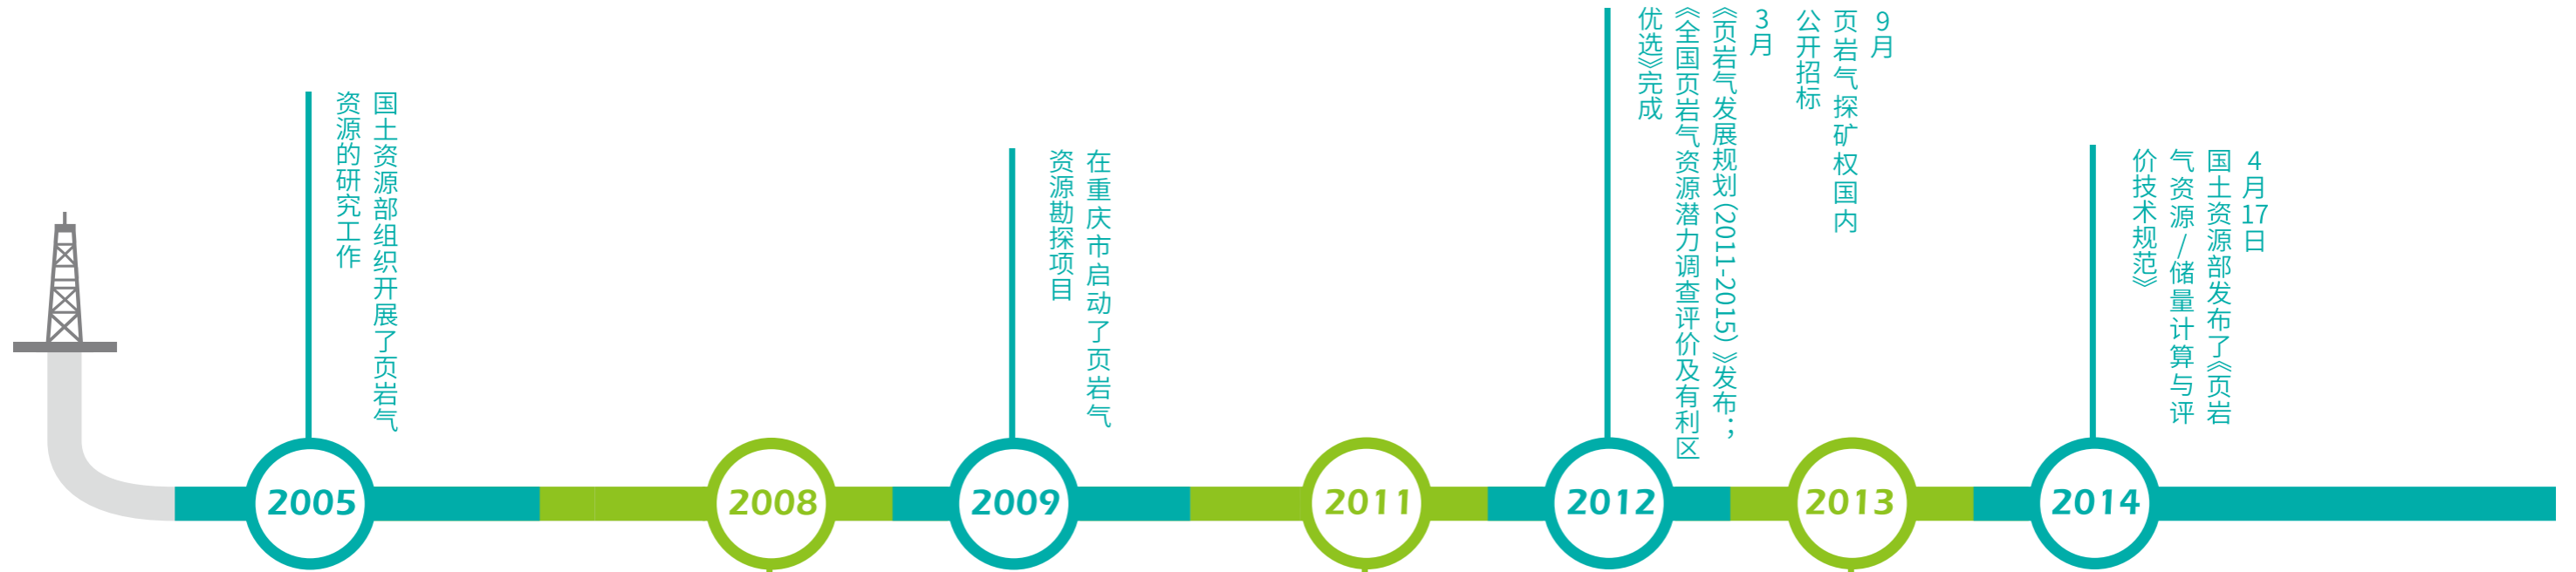 国土资源部组织开展了页岩气
资源的研究工作
2005
2008
在重庆市启动了页岩气
资源勘探项目
2009
2011
3月
《页岩气发展规划(2011-2015)》发布；
《全国页岩气资源潜力调查评价及有利区
优选》完成
9月
页岩气探矿权国内
公开招标
2012
2013
4月17日
国土资源部发布了《页岩
气资源/储量计算与评
价技术规范》
2014